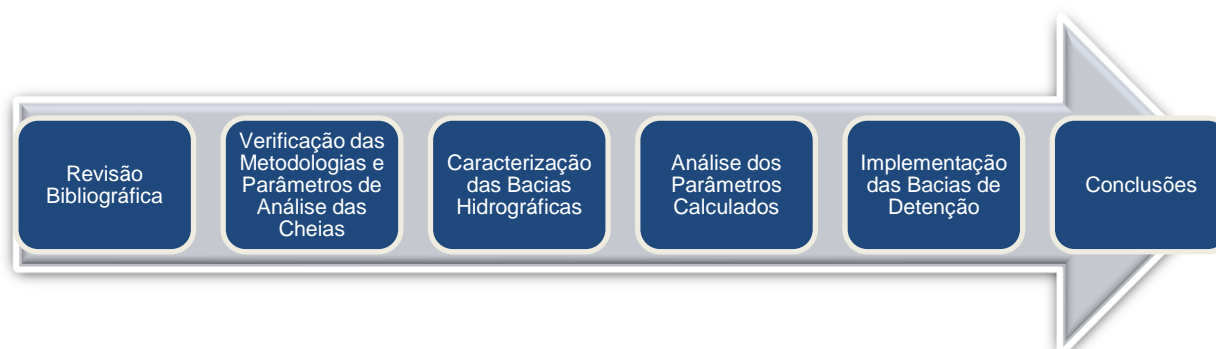 Revisão
Bibliográfica
Verificação das
Metodologias e
Parâmetros de
Análise das
Cheias
Caracterização
das Bacias
Hidrográficas
Análise dos
Parâmetros
Calculados
Implementação
das Bacias de
Detenção
Conclusões